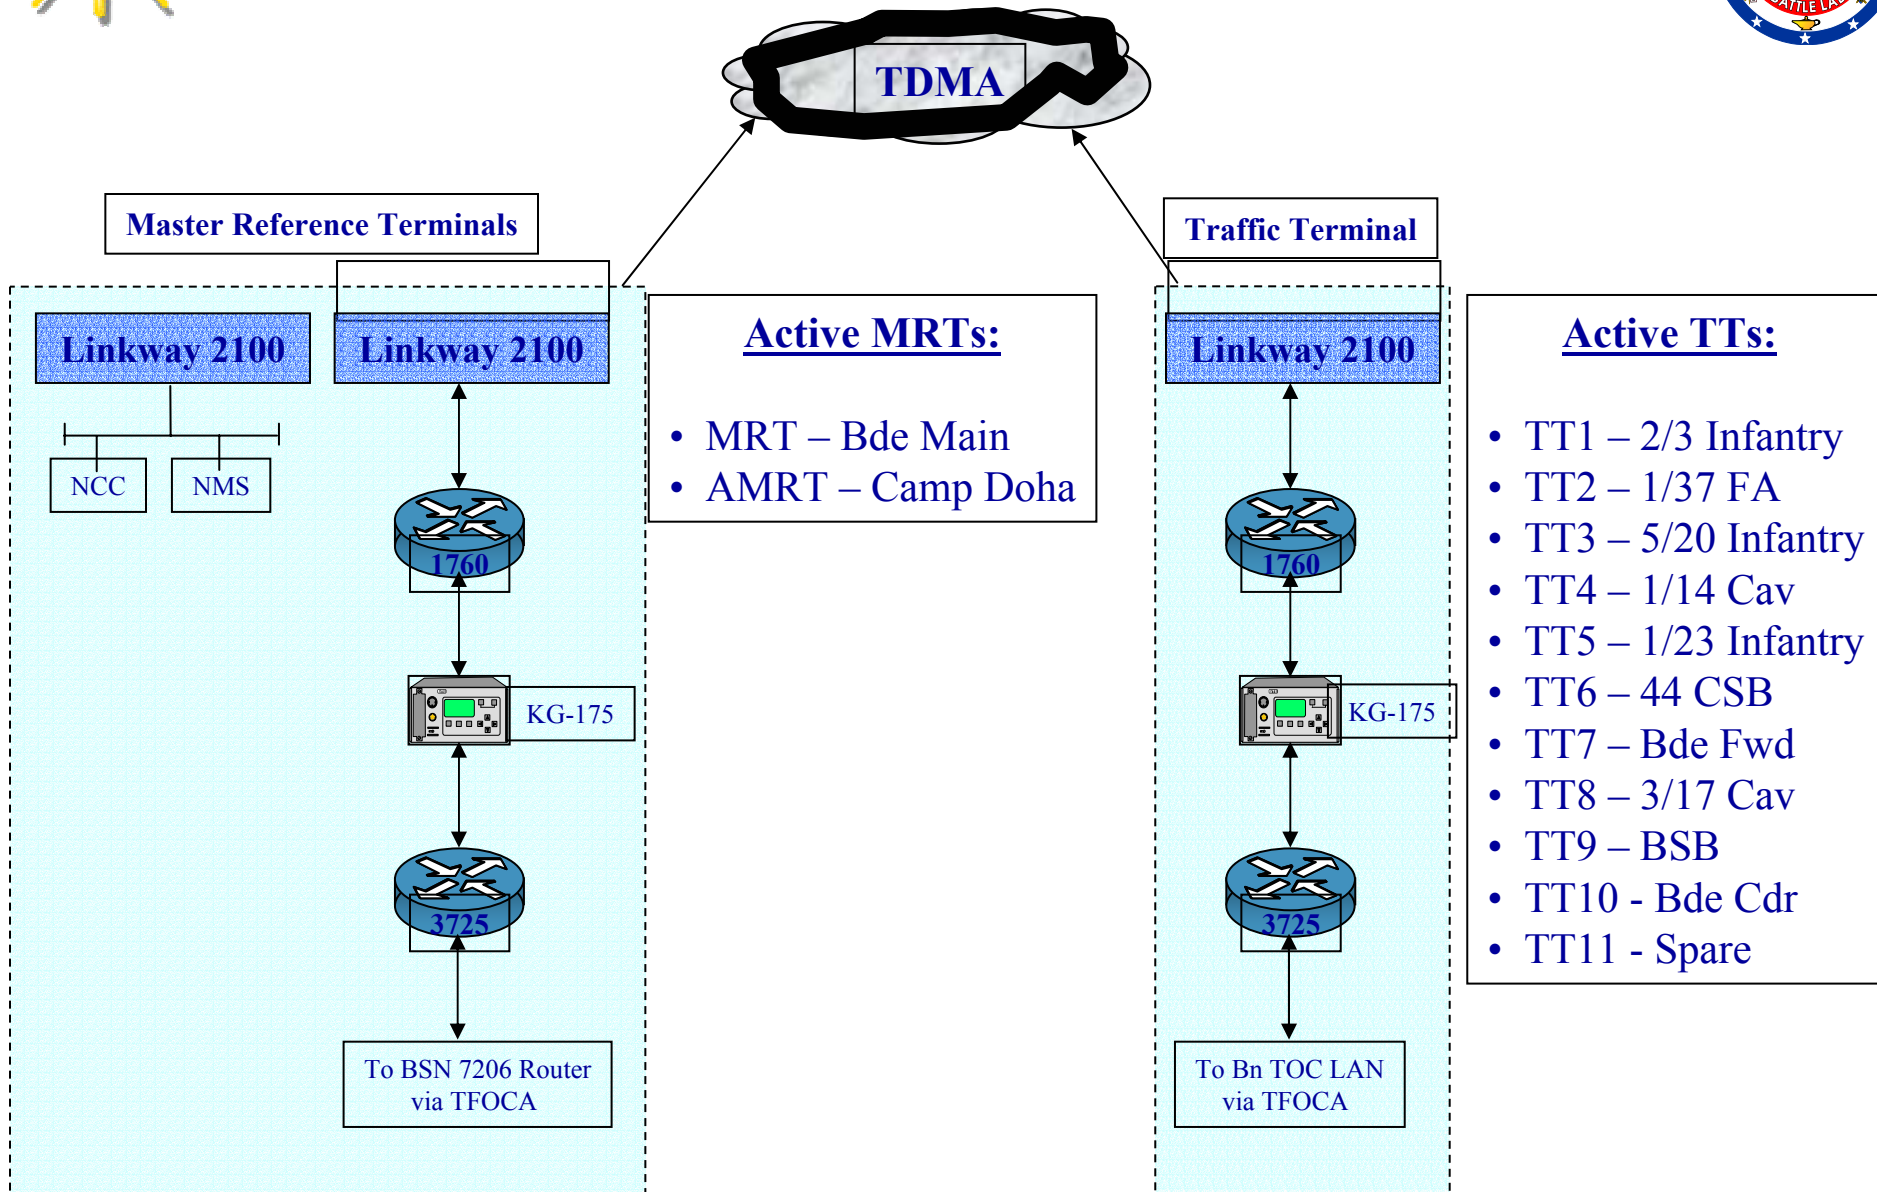 BATTLE LAB
TDMA
Master Reference Terminals
Traffic Terminal
Linkway 2100
Linkway 2100
NCC
NMS
1760
KG-175
3725
To BSN 7206 Router
via TFOCA
Active MRTs:
• MRT – Bde Main
• AMRT – Camp Doha
Linkway 2100
1760
KG-175
3725
To Bn TOC LAN
via TFOCA
Active TTs:
• TT1 – 2/3 Infantry
• TT2 – 1/37 FA
• TT3 – 5/20 Infantry
• TT4 – 1/14 Cav
• TT5 – 1/23 Infantry
• TT6 – 44 CSB
• TT7 – Bde Fwd
• TT8 – 3/17 Cav
• TT9 – BSB
• TT10 - Bde Cdr
• TT11 - Spare